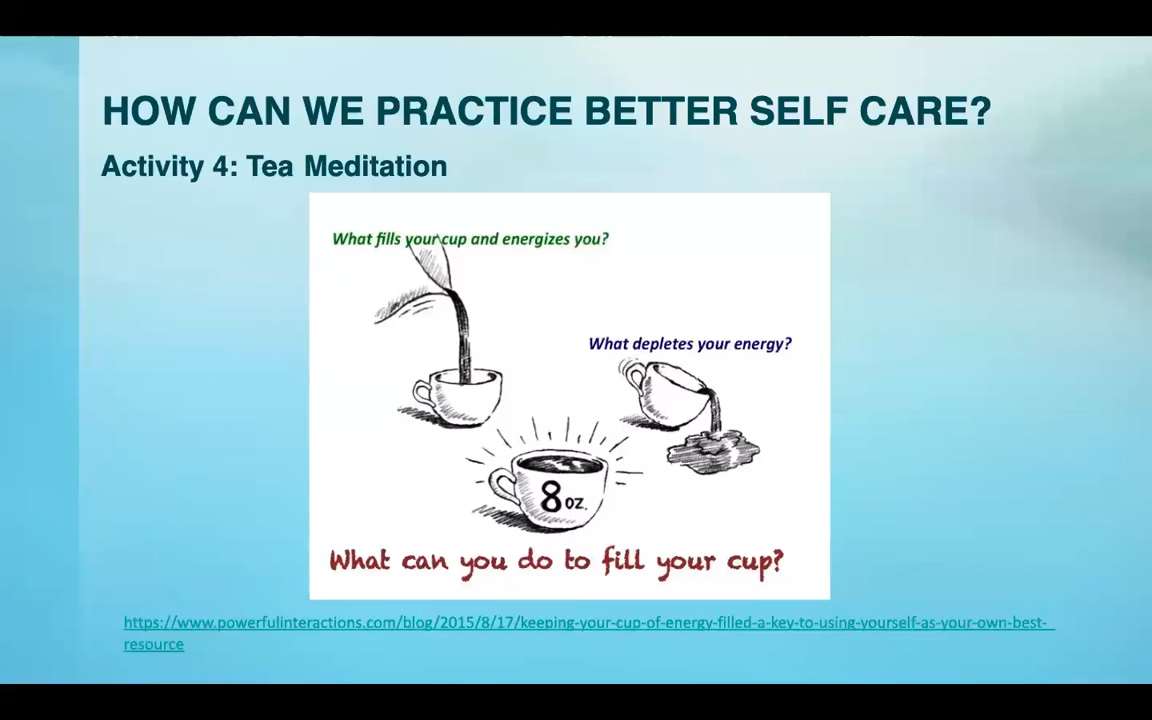 HOW CAN WE PRACTICE BETTER SELF CARE?
Activity 4: Tea Meditation
What fills your cup and energizes you?
What depletes your energy?
8 oz.
What can you do to fill your cup?
https://www.powerfulinteractions.com/blog/2015/8/17/keeping-your-cup-of-energy-filled-a-key-to-using-yourself-as-your-own-best-
resource